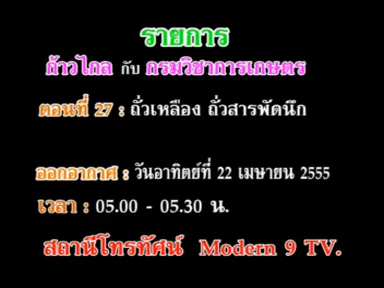 รายการ
ก้าวไกล กับ กรมวิชาการเกษตร
ตอนที่ 27 : ถั่วเหลือง ถั่วสารพัดนึก
ออกอากาศ : วันอาทิตย์ที่ 22 เมษายน 2555
เวลา : 05.00 - 05.30 น.
สถานีโทรทัศน์ Modern 9 TV.